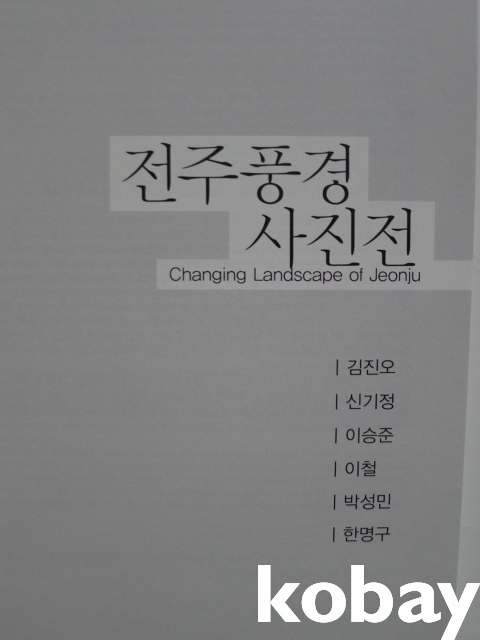 전주풍경
사진전
Changing Landscape of Jeonju
| 김진오
| 신기정
| 이승준
| 이철
| 박성민
| 한명구
kobay